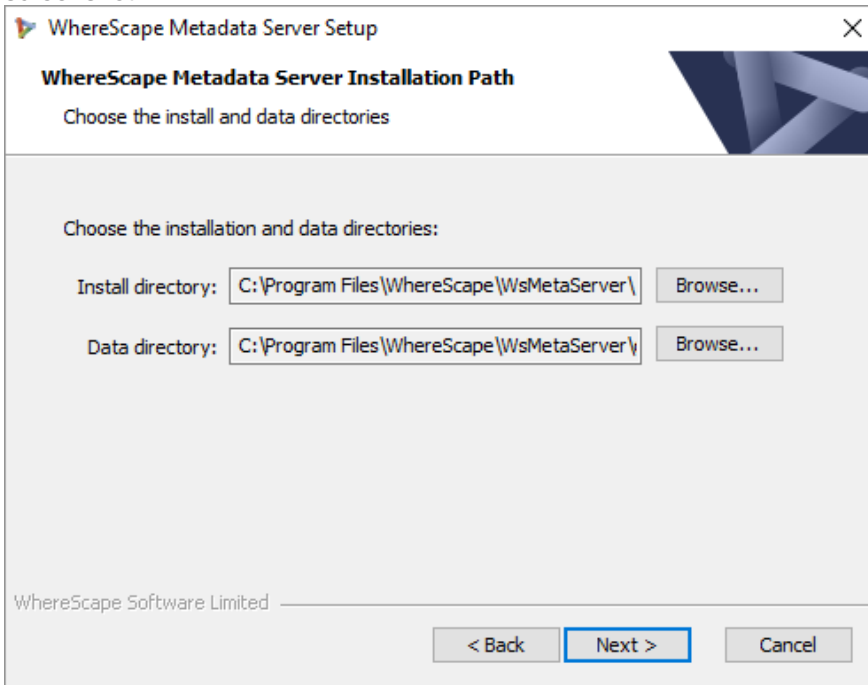 WhereScape Metadata Server Setup
WhereScape Metadata Server Installation Path
Choose the install and data directories
Choose the installation and data directories:
Install directory: C:\Program Files\WhereScape\WsMetaServer\ Browse...
Data directory: C:\Program Files\WhereScape\WsMetaServer\ Browse...
WhereScape Software Limited
< Back Next > Cancel